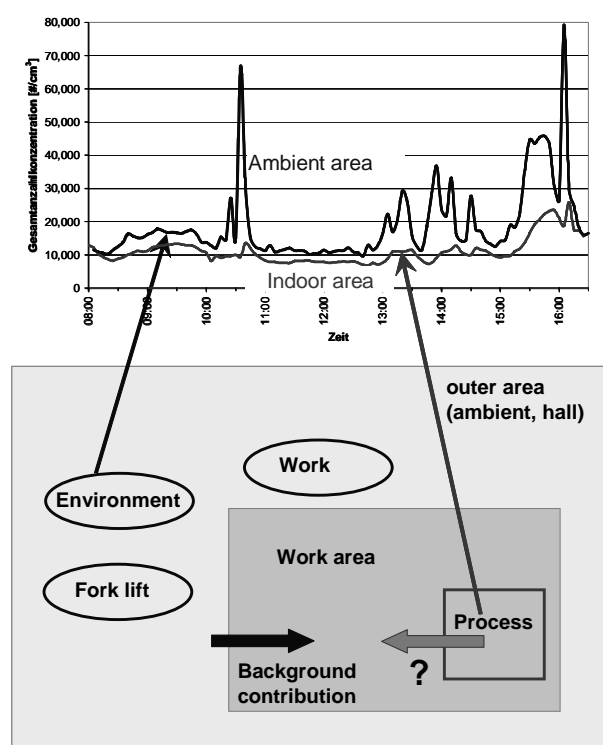 80,000
70,000
60,000
50,000
40,000
30,000
20,000
10,000
0
Gesamtanzahlkonzentration [#/cm³]
Ambient area
Indoor area
08:00
09:00
10:00
11:00
12:00
13:00
14:00
15:00
16:00
Zeit
outer area
(ambient, hall)
Work
Environment
Work area
Fork lift
Process
?
Background
contribution